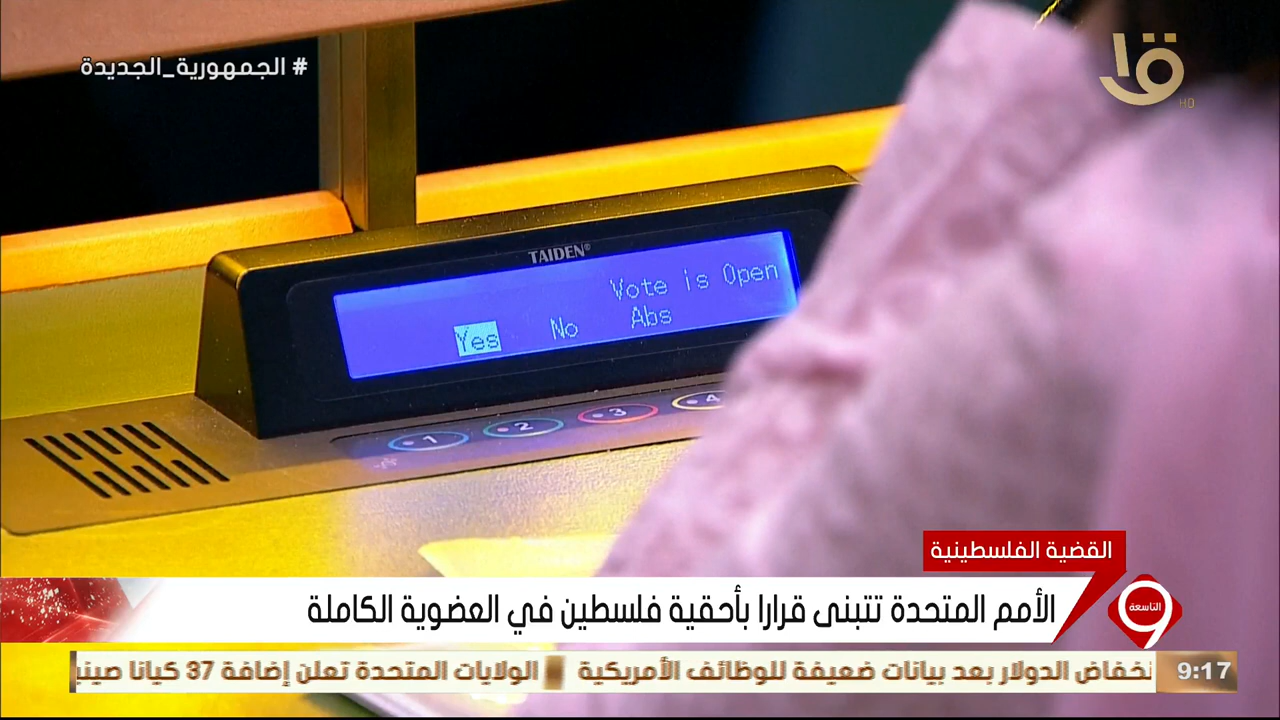 # الجمهورية_الجديدة
HD
TAIDEN®
Vote is Open
Yes No Abs
1 2 3 4
القضية الفلسطينية
الأمم المتحدة تتبنى قرارا بأحقية فلسطين في العضوية الكاملة
التاسعة
9
نخفاض الدولار بعد بيانات ضعيفة للوظائف الأمريكية الولايات المتحدة تعلن إضافة 37 كيانا
9:17